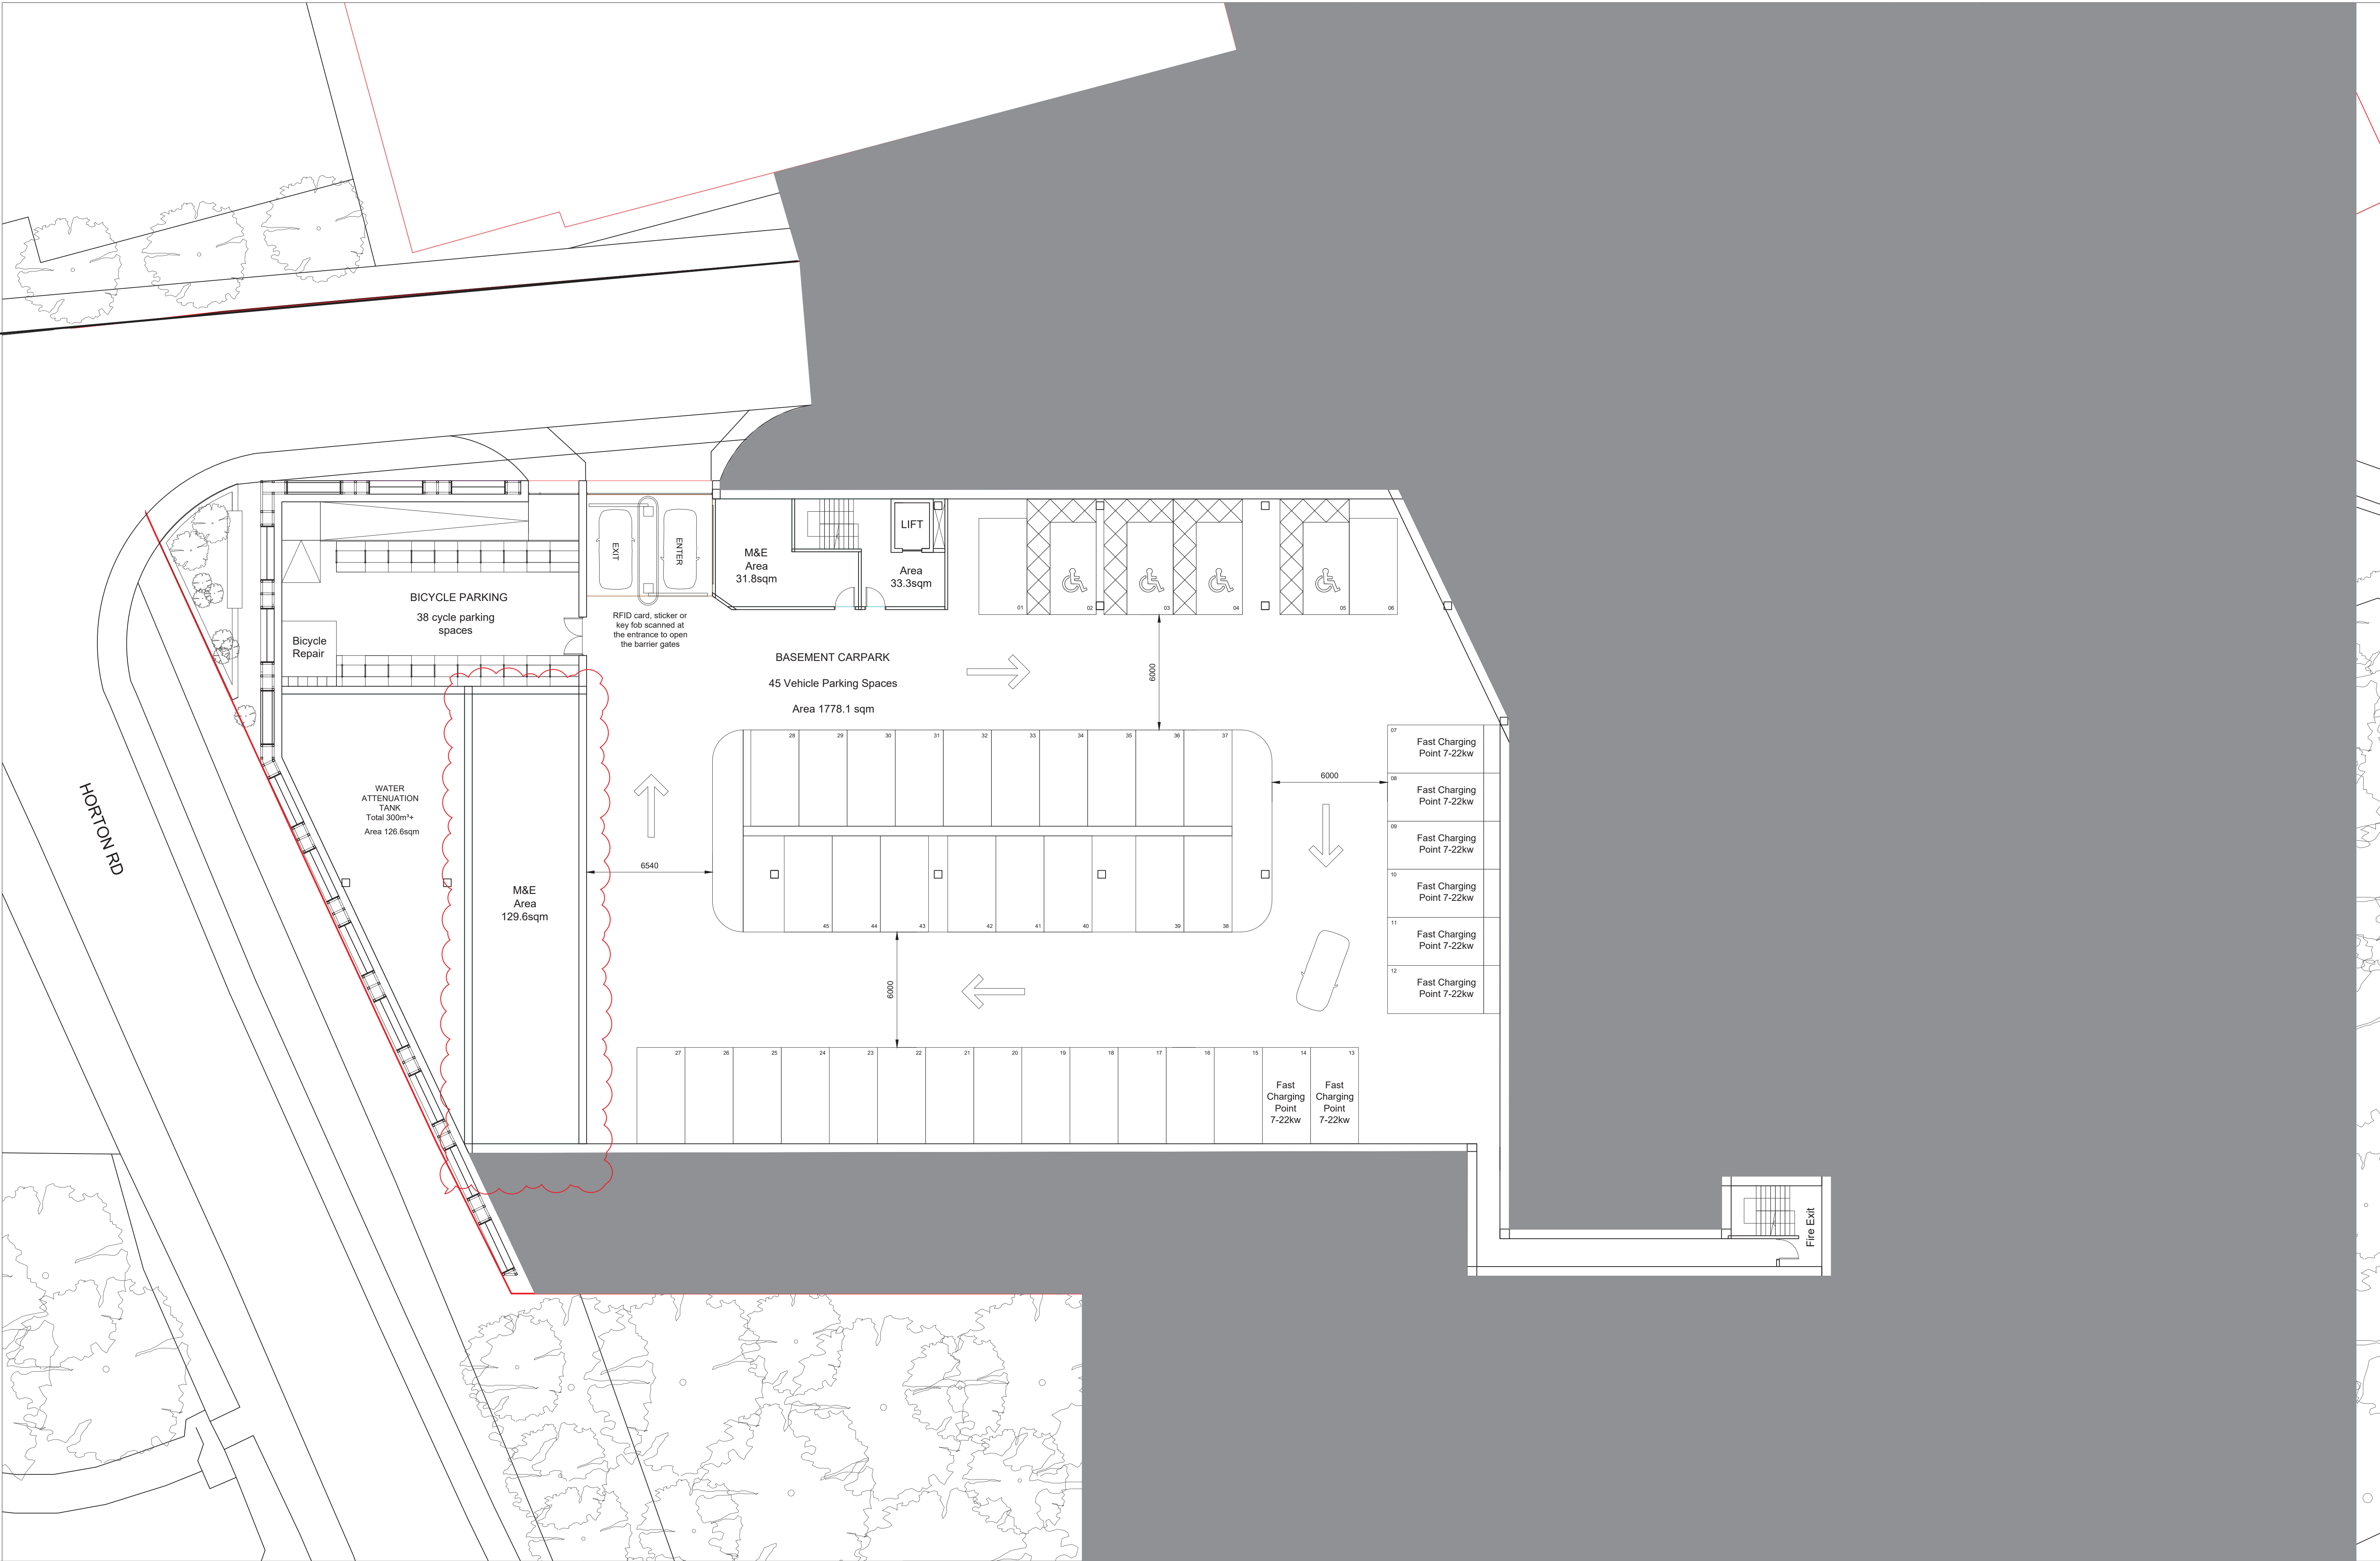 EXIT
ENTER
M&E
Area
31.8sqm
LIFT
Area
33.3sqm
01
02
03
04
05
06
BICYCLE PARKING
38 cycle parking
spaces
Bicycle
Repair
RFID card, sticker or
key fob scanned at
the entrance to open
the barrier gates
BASEMENT CARPARK
45 Vehicle Parking Spaces
Area 1778.1 sqm
6000
28
29
30
31
32
33
34
35
36
37
07
Fast Charging
Point 7-22kw
08
Fast Charging
Point 7-22kw
09
Fast Charging
Point 7-22kw
10
Fast Charging
Point 7-22kw
11
Fast Charging
Point 7-22kw
12
Fast Charging
Point 7-22kw
6000
HORTON RD
WATER
ATTENUATION
TANK
Total 300m³+
Area 126.6sqm
6540
M&E
Area
129.6sqm
45
44
43
42
41
40
39
38
6000
27
26
25
24
23
22
21
20
19
18
17
16
15
14
13
Fast
Charging
Point
7-22kw
Fast
Charging
Point
7-22kw
Fire Exit